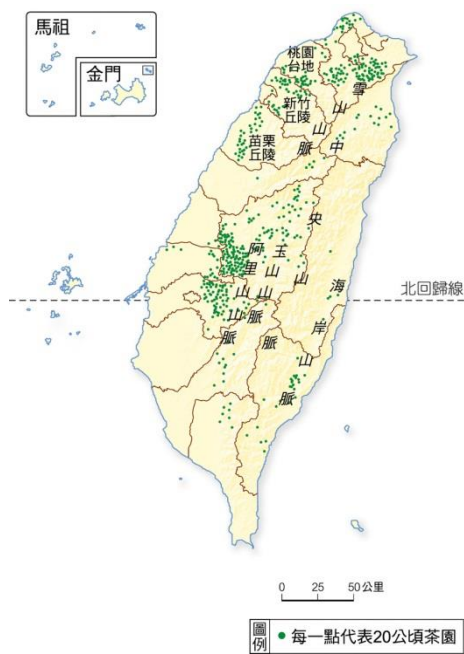 馬祖
金門
桃園
台地
新竹
丘陵
苗栗
丘陵
雪山山脈
中央山脈
玉山山脈
阿里山山脈
海岸山脈
北回歸線
0 25 50公里
圖例
每一點代表20公頃茶園